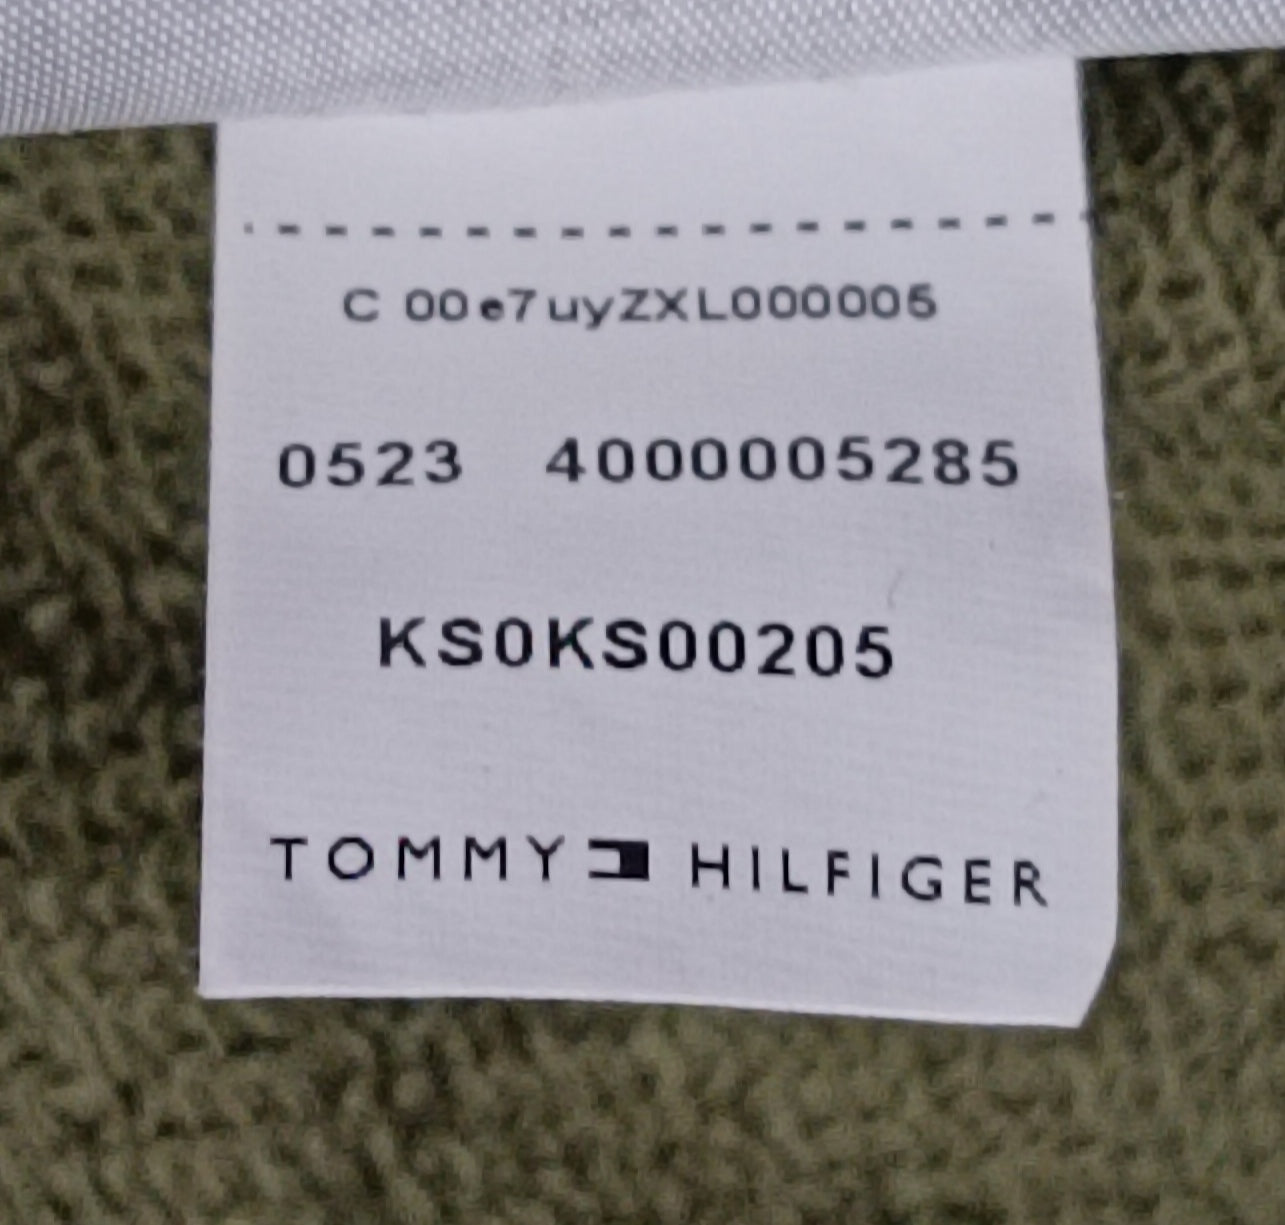 C 00e7uyZXL000005
0523 4000005285
KS0KS00205
TOMMY HILFIGER